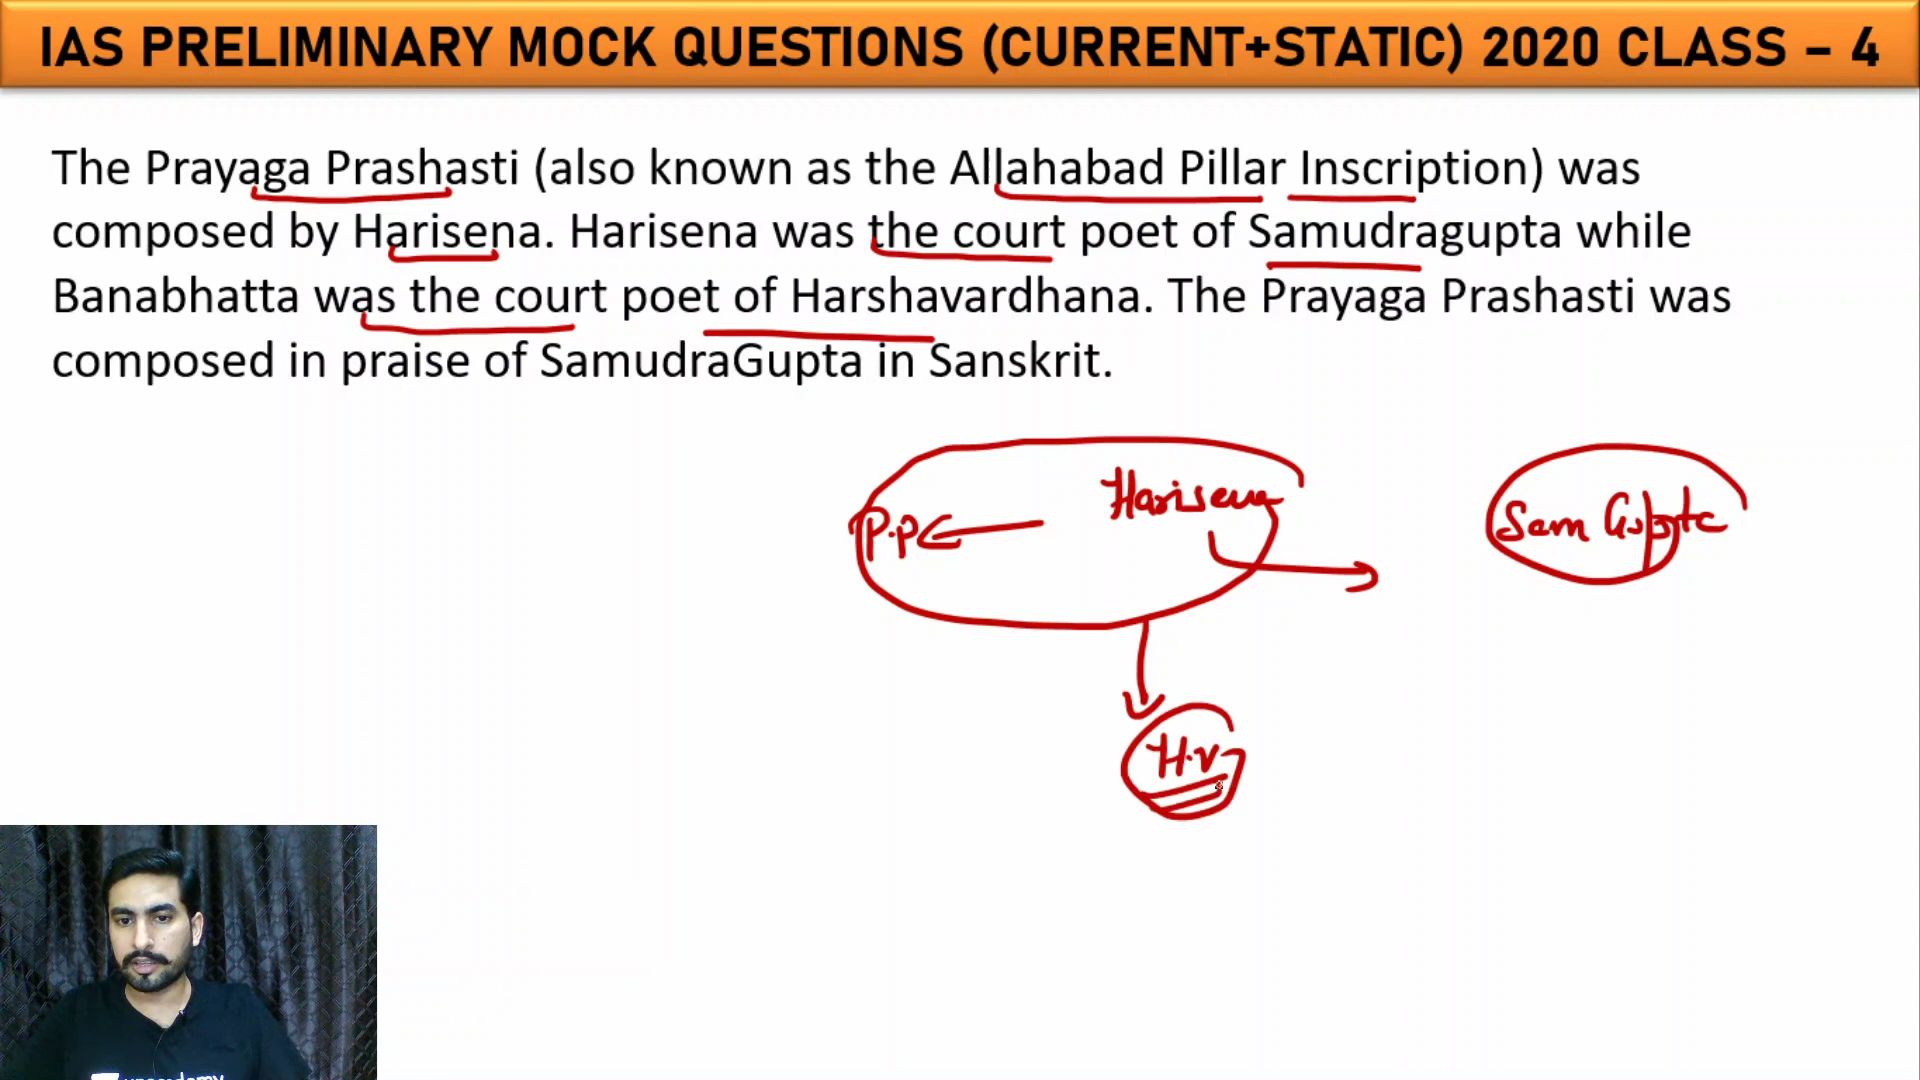 IAS PRELIMINARY MOCK QUESTIONS (CURRENT+STATIC) 2020 CLASS – 4
The Prayaga Prashasti (also known as the Allahabad Pillar Inscription) was
composed by Harisena. Harisena was the court poet of Samudragupta while
Banabhatta was the court poet of Harshavardhana. The Prayaga Prashasti was
composed in praise of SamudraGupta in Sanskrit.
Harisena
P.P
Sam Gupta
H.V